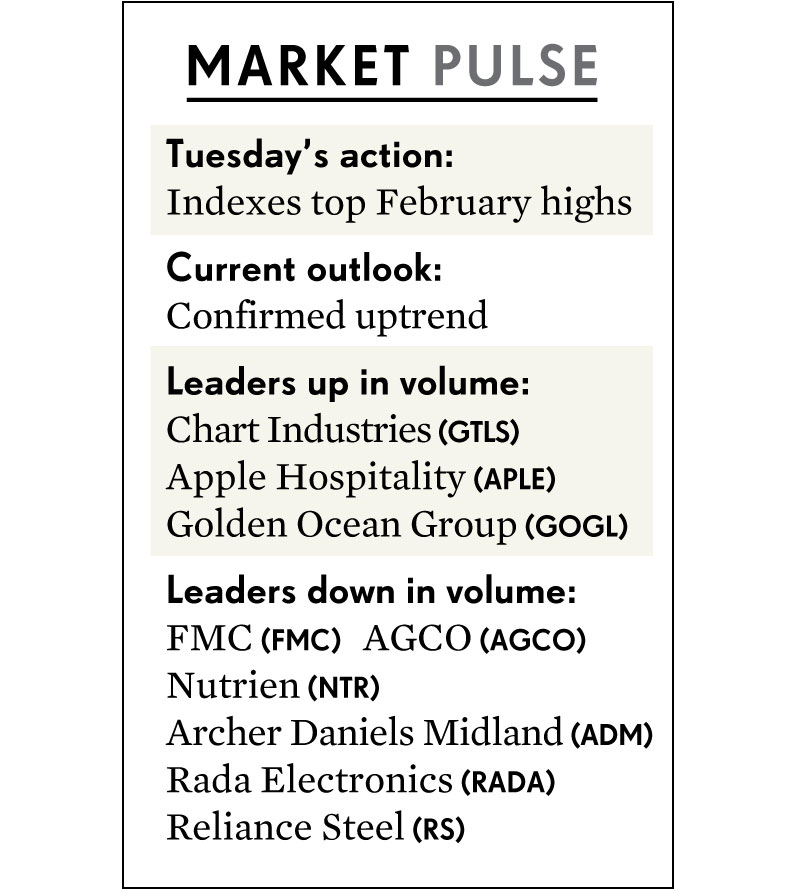 MARKET PULSE
Tuesday’s action:
Indexes top February highs
Current outlook:
Confirmed uptrend
Leaders up in volume:
Chart Industries (GTLS)
Apple Hospitality (APLE)
Golden Ocean Group (GOGL)
Leaders down in volume:
FMC (FMC) AGCO (AGCO)
Nutrien (NTR)
Archer Daniels Midland (ADM)
Rada Electronics (RADA)
Reliance Steel (RS)